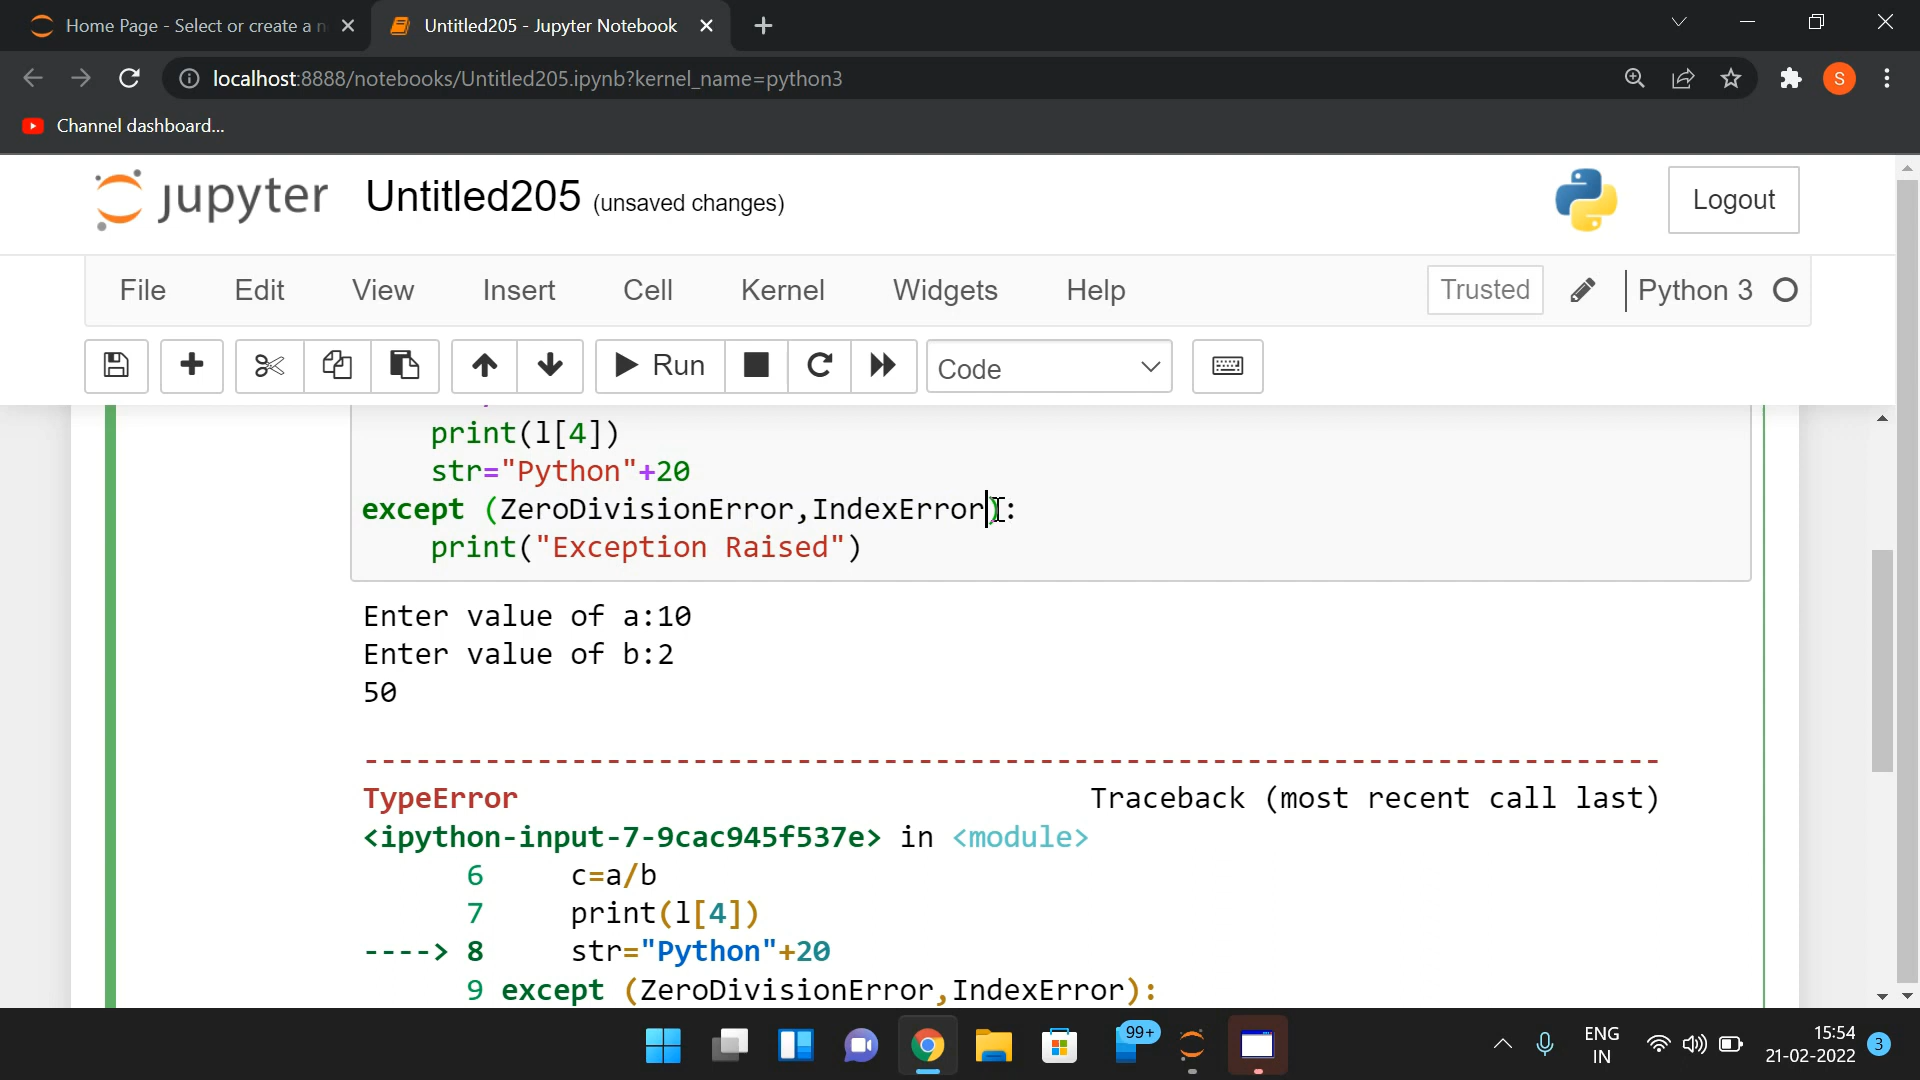 Home Page - Select or create a n
Untitled205 - Jupyter Notebook
localhost:8888/notebooks/Untitled205.ipynb?kernel_name=python3
S
Channel dashboard...
jupyter Untitled205 (unsaved changes)
Logout
File Edit View Insert Cell Kernel Widgets Help Trusted Python 3
Run Code
print(l[4])
str="Python"+20
except (ZeroDivisionError,IndexError):
print("Exception Raised")
Enter value of a:10
Enter value of b:2
50
---------------------------------------------------------------------------
TypeError Traceback (most recent call last)
<ipython-input-7-9cac945f537e> in <module>
6 c=a/b
7 print(l[4])
----> 8 str="Python"+20
9 except (ZeroDivisionError,IndexError):
99+
ENG
IN
15:54
21-02-2022
3